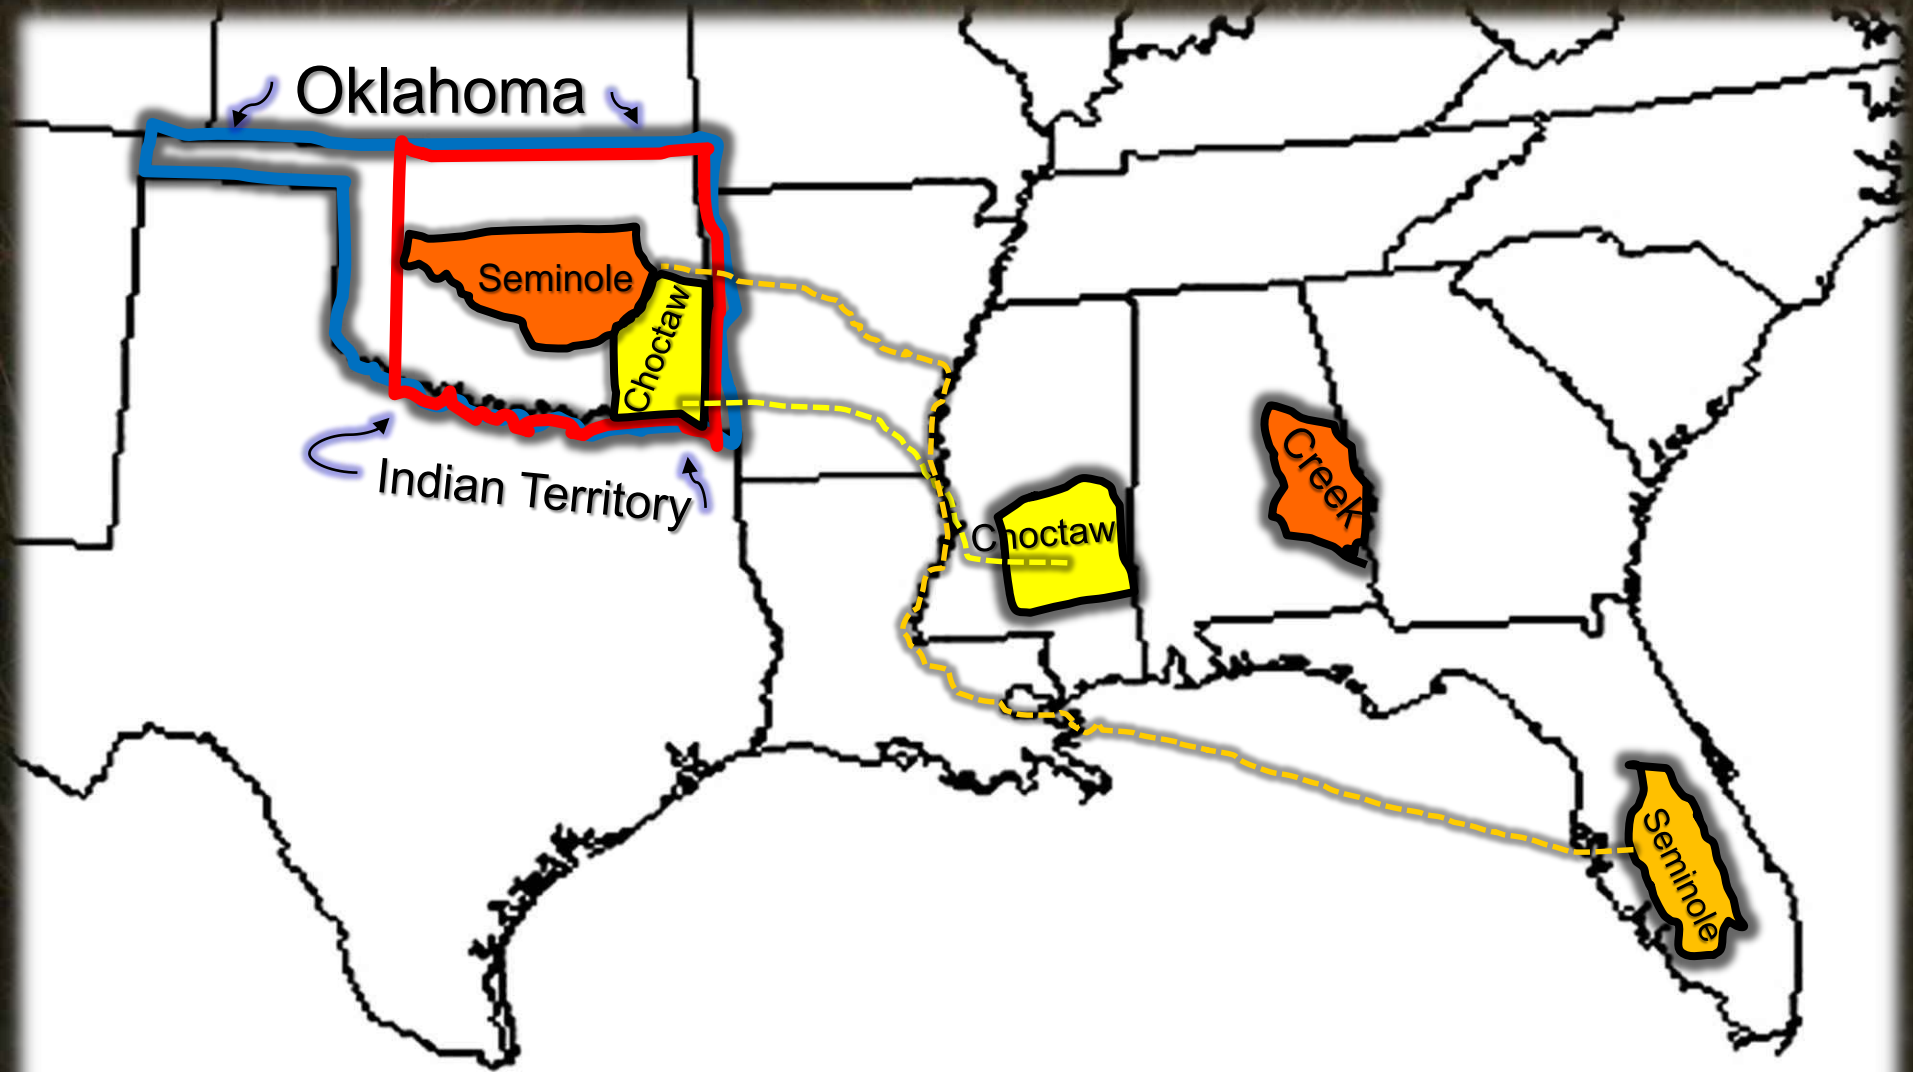 Oklahoma
Seminole
Choctaw
Indian Territory
Choctaw
Creek
Seminole